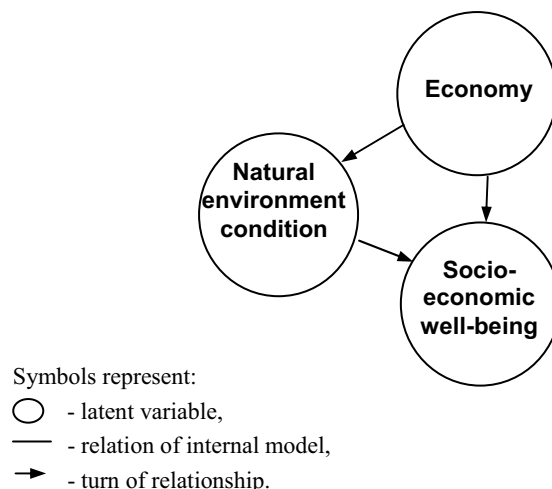 Economy
Natural
environment
condition
Socio-
economic
well-being
Symbols represent:
- latent variable,
- relation of internal model,
- turn of relationship.